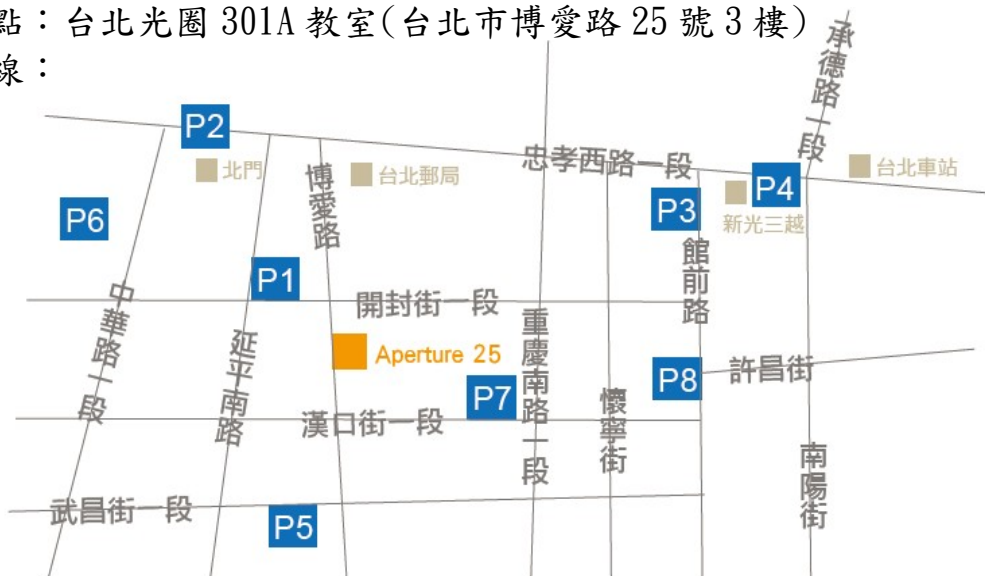 點：台北光圈 301A 教室(台北市博愛路 25 號 3 樓)
線：
承德路一段
P2
北門
博愛路
台北郵局
忠孝西路一段
P4
台北車站
P6
P3
新光三越
館前路
P1
中華路一段
開封街一段
重慶南路一段
延平南路
Aperture 25
P7
P8
許昌街
懷寧街
漢口街一段
南陽街
武昌街一段
P5